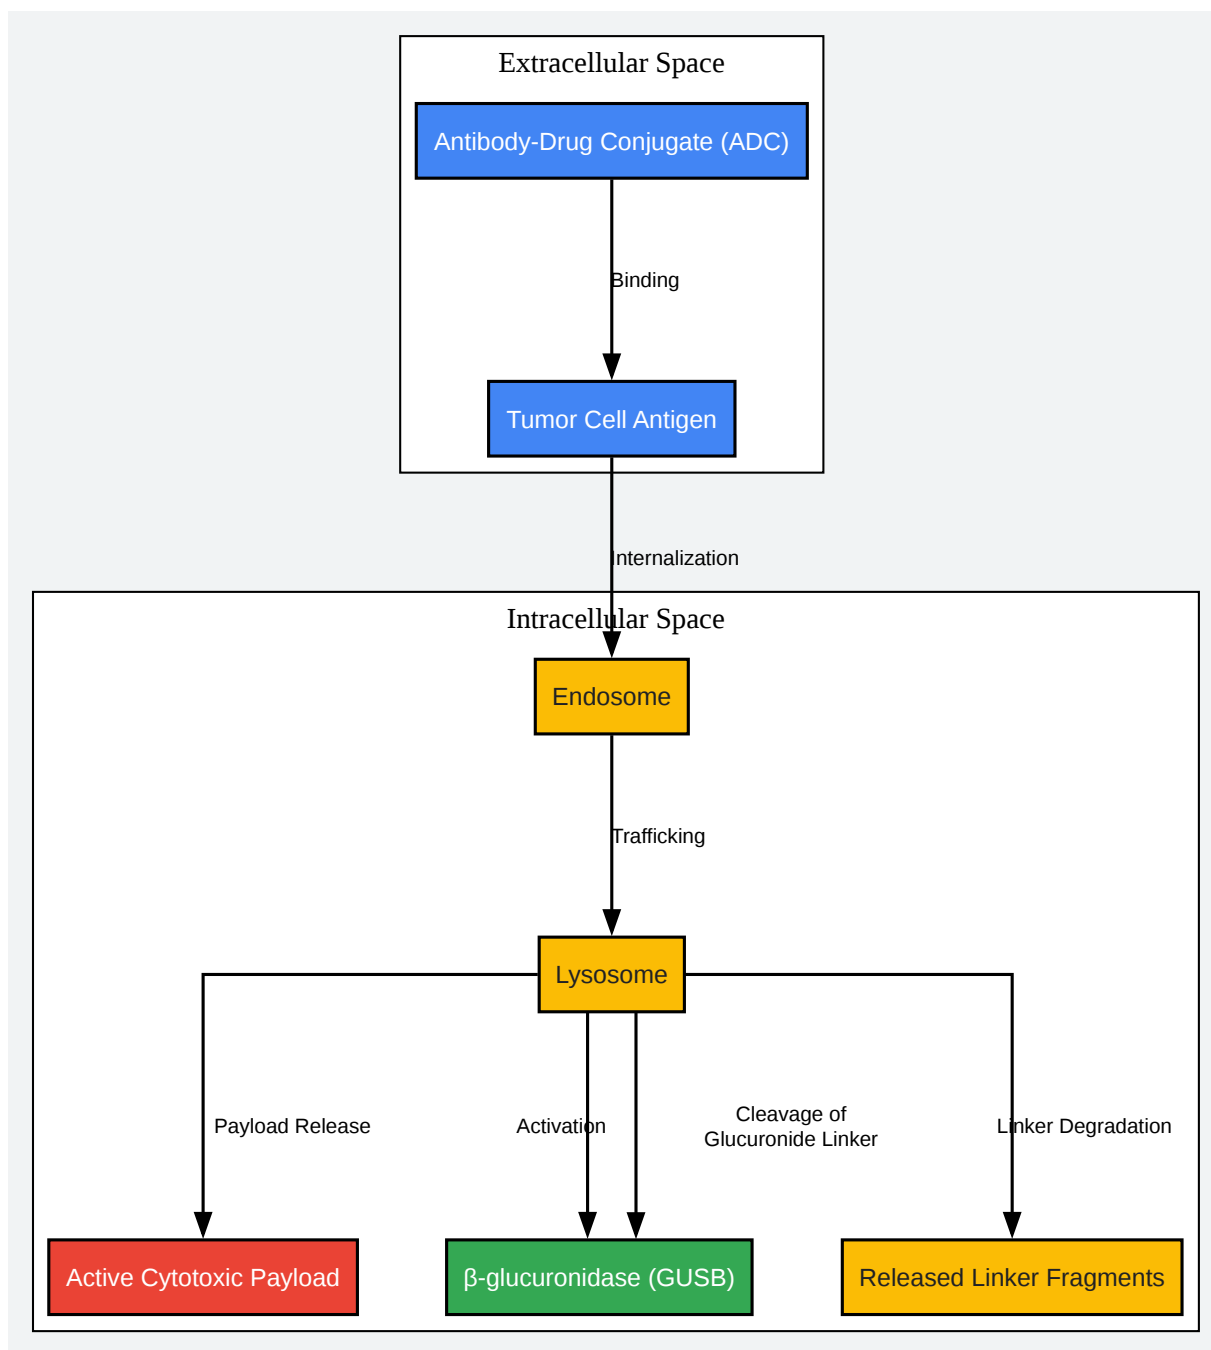 Extracellular Space
Antibody-Drug Conjugate (ADC)
Binding
Tumor Cell Antigen
Internalization
Intracellular Space
Endosome
Trafficking
Lysosome
Payload Release
Activation
Cleavage of
Glucuronide Linker
Linker Degradation
Active Cytotoxic Payload
β-glucuronidase (GUSB)
Released Linker Fragments